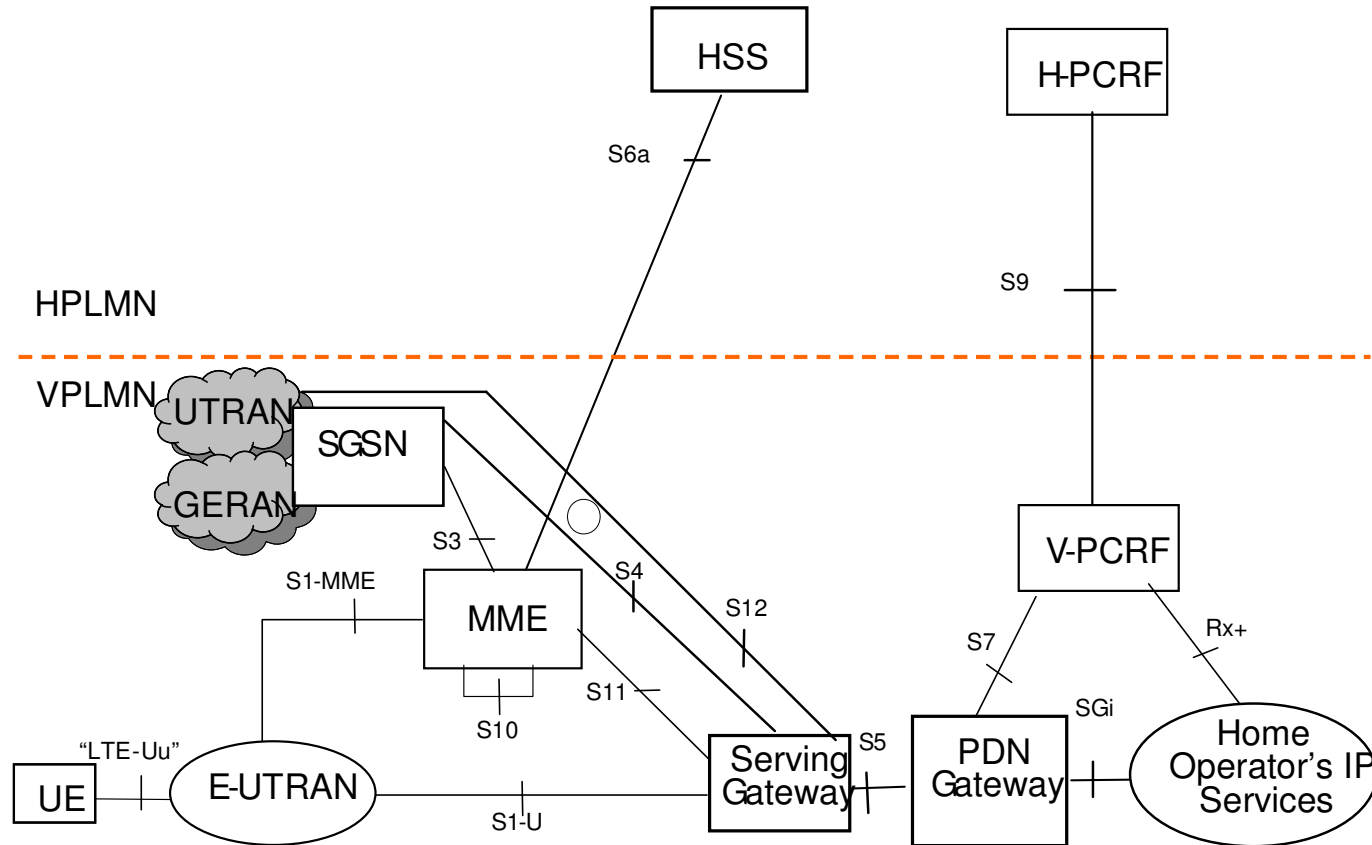 HSS
H-PCRF
S6a
S9
HPLMN
VPLMN
UTRAN
SGSN
GERAN
S3
S4
V-PCRF
S1-MME
MME
S12
S7
Rx+
S11
S10
SGi
S5
"LTE-Uu"
UE
E-UTRAN
S1-U
Serving
Gateway
PDN
Gateway
Home
Operator's IP
Services